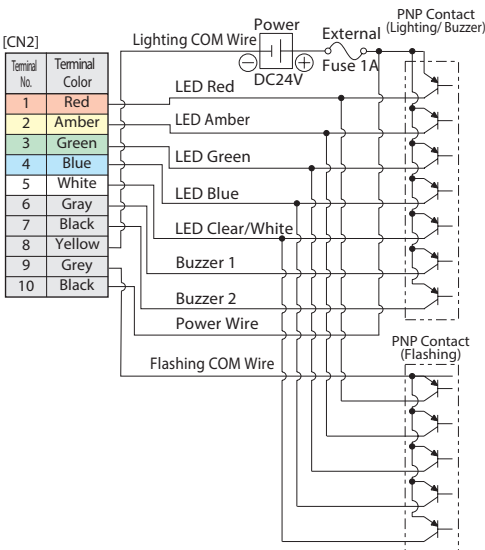 PNP Contact
(Lighting/ Buzzer)
Power
External
Fuse 1A
Lighting COM Wire
DC24V
[CN2]
Terminal No.
Terminal Color
1 Red
2 Amber
3 Green
4 Blue
5 White
6 Gray
7 Black
8 Yellow
9 Grey
10 Black
LED Red
LED Amber
LED Green
LED Blue
LED Clear/White
Buzzer 1
Buzzer 2
Power Wire
Flashing COM Wire
PNP Contact
(Flashing)